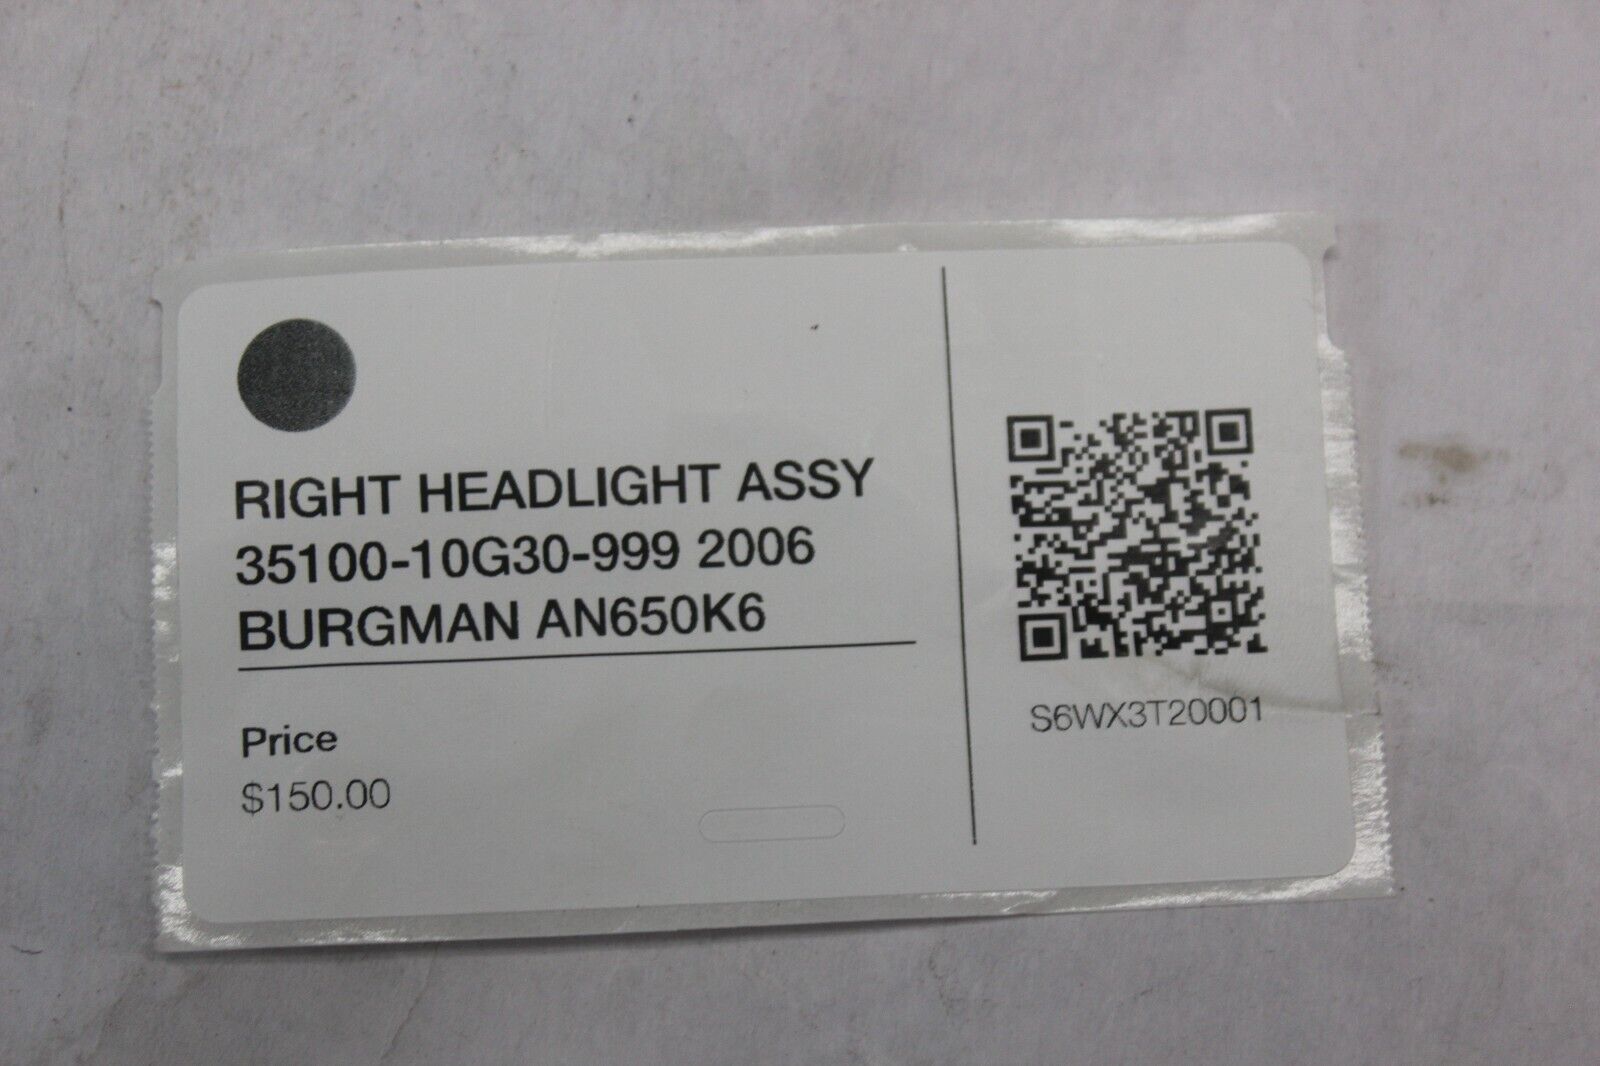 RIGHT HEADLIGHT ASSY
35100-10G30-999 2006
BURGMAN AN650K6
Price
$150.00
S6WX3T20001